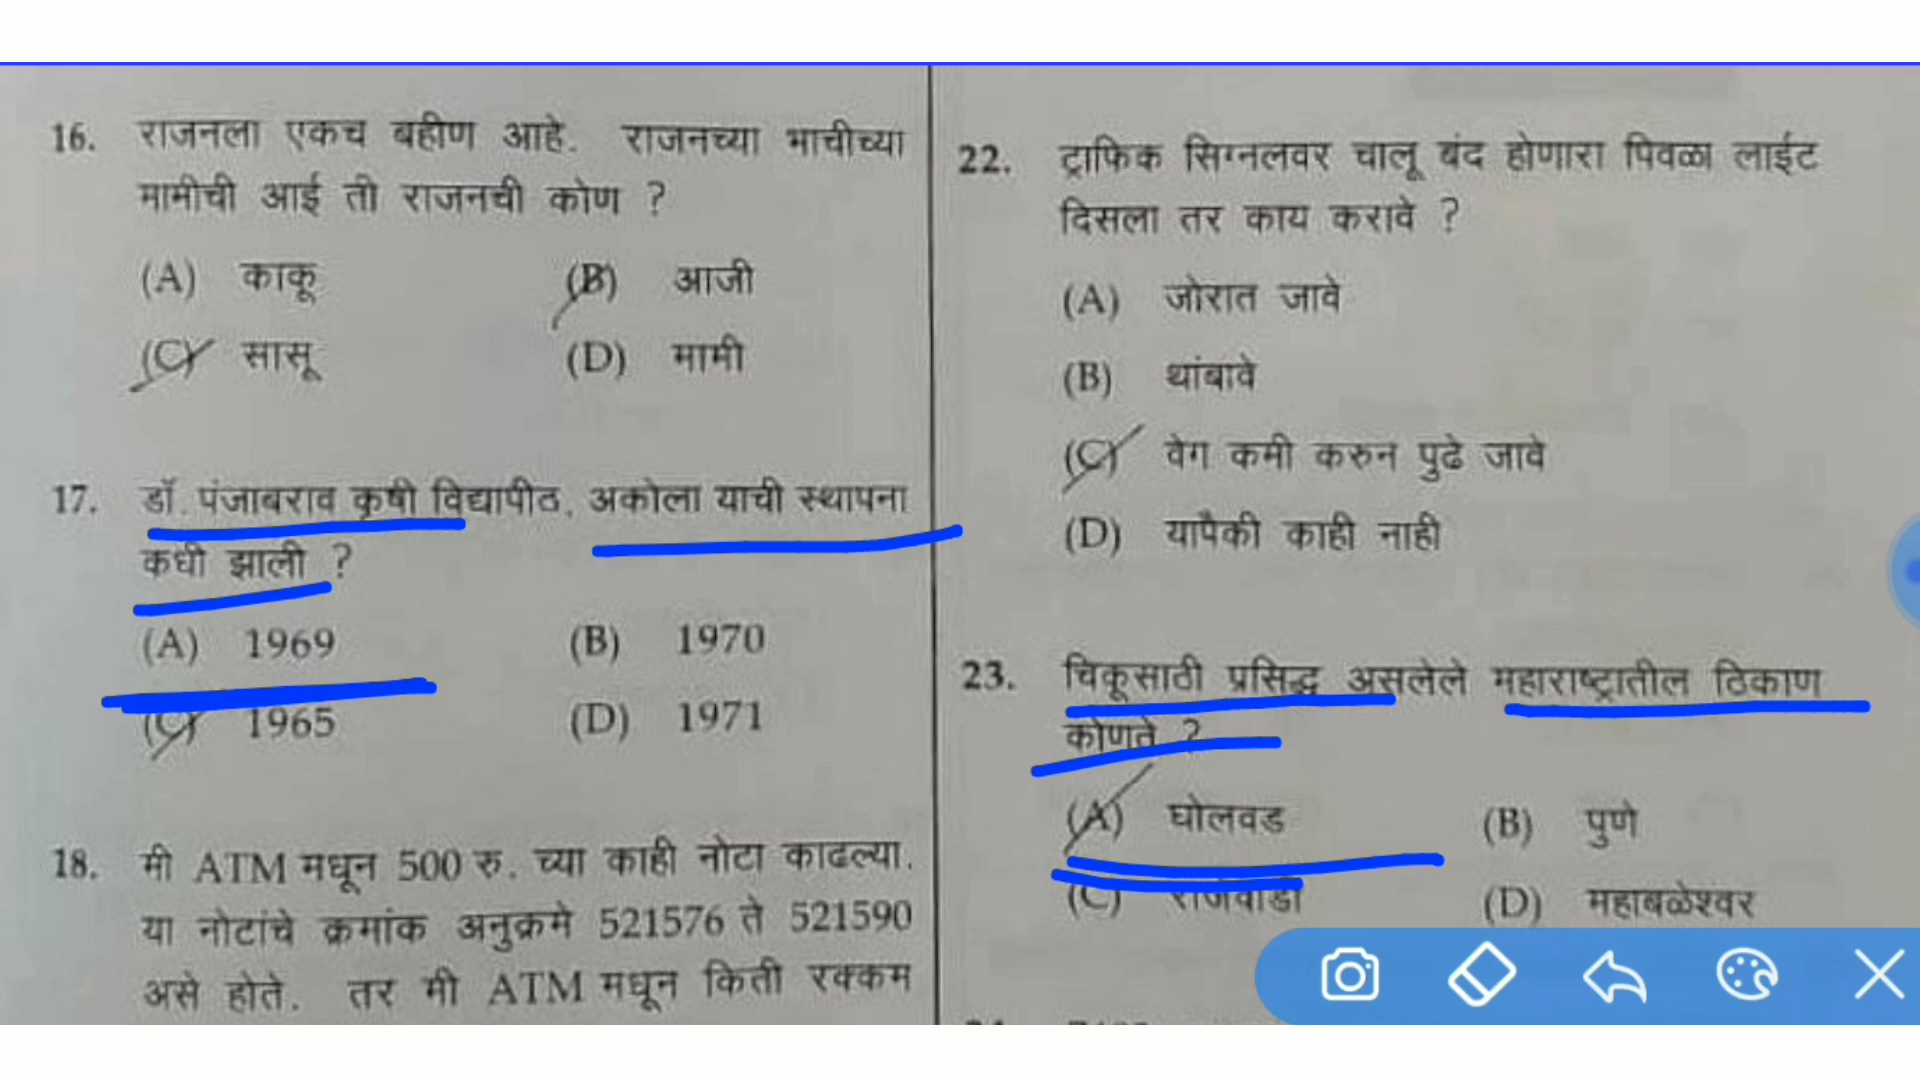 16. राजनला एकच बहीण आहे. राजनच्या भाचीच्या
मामीची आई ती राजनची कोण ?
(A) काकू (B) आजी
(C) सासू (D) मामी
17. डॉ. पंजाबराव कृषी विद्यापीठ, अकोला याची स्थापना
कधी झाली ?
(A) 1969 (B) 1970
(C) 1965 (D) 1971
18. मी ATM मधून 500 रु. च्या काही नोटा काढल्या.
या नोटांचे क्रमांक अनुक्रमे 521576 ते 521590
असे होते. तर मी ATM मधून किती रक्कम
22. ट्राफिक सिग्नलवर चालू बंद होणारा पिवळा लाईट
दिसला तर काय करावे ?
(A) जोरात जावे
(B) थांबावे
(C) वेग कमी करुन पुढे जावे
(D) यापैकी काही नाही
23. चिकूसाठी प्रसिद्ध असलेले महाराष्ट्रातील ठिकाण
कोणते ?
(A) घोलवड (B) पुणे
(C) राजेवाडी (D) महाबळेश्वर